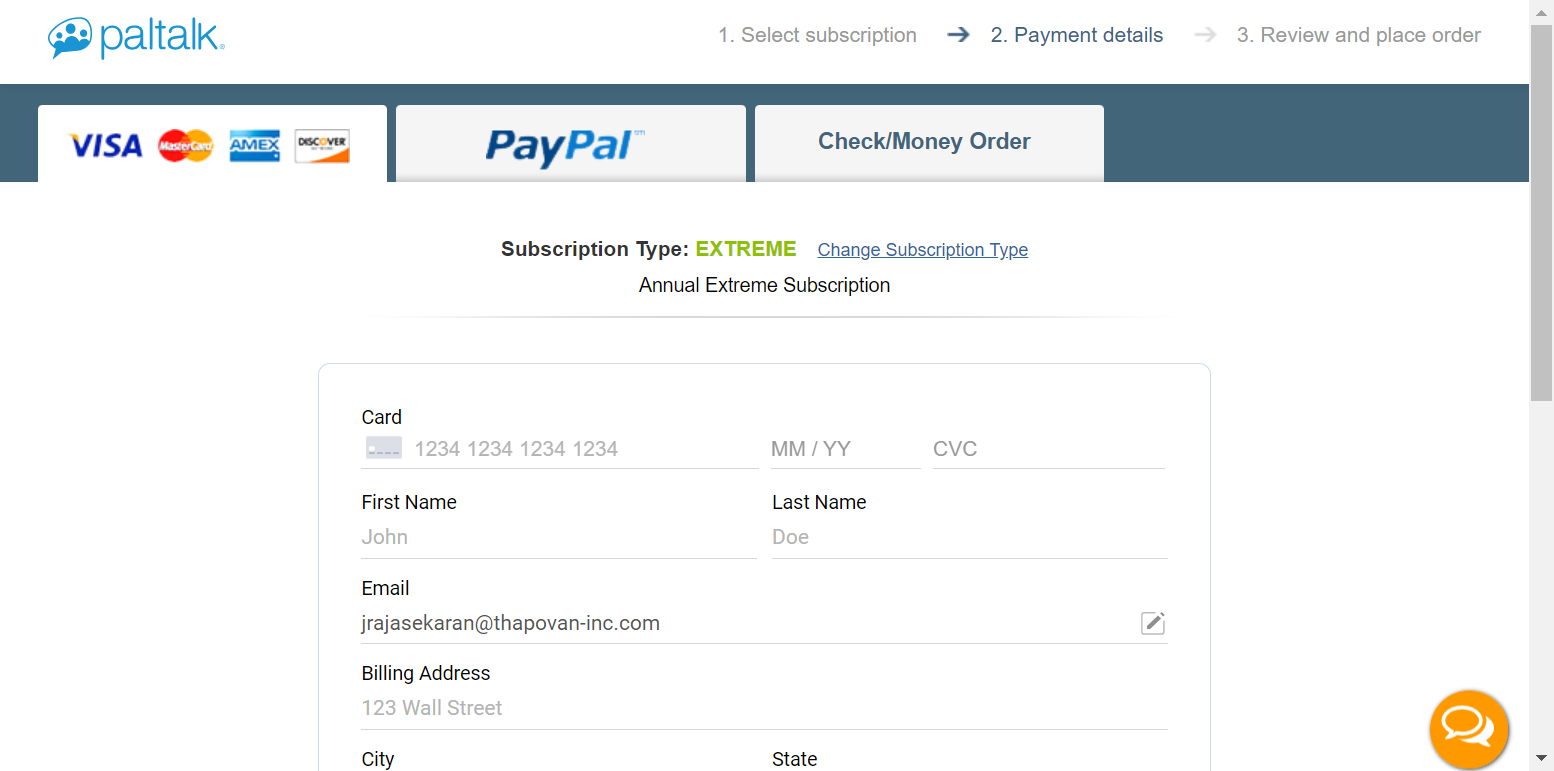 paltalk
1. Select subscription 2. Payment details 3. Review and place order
VISA MasterCard AMEX DISCOVER PayPal℠ Check/Money Order
Subscription Type: EXTREME Change Subscription Type
Annual Extreme Subscription
Card
1234 1234 1234 1234 MM / YY CVC
First Name Last Name
John Doe
Email
jrajasekaran@thapovan-inc.com
Billing Address
123 Wall Street
City State